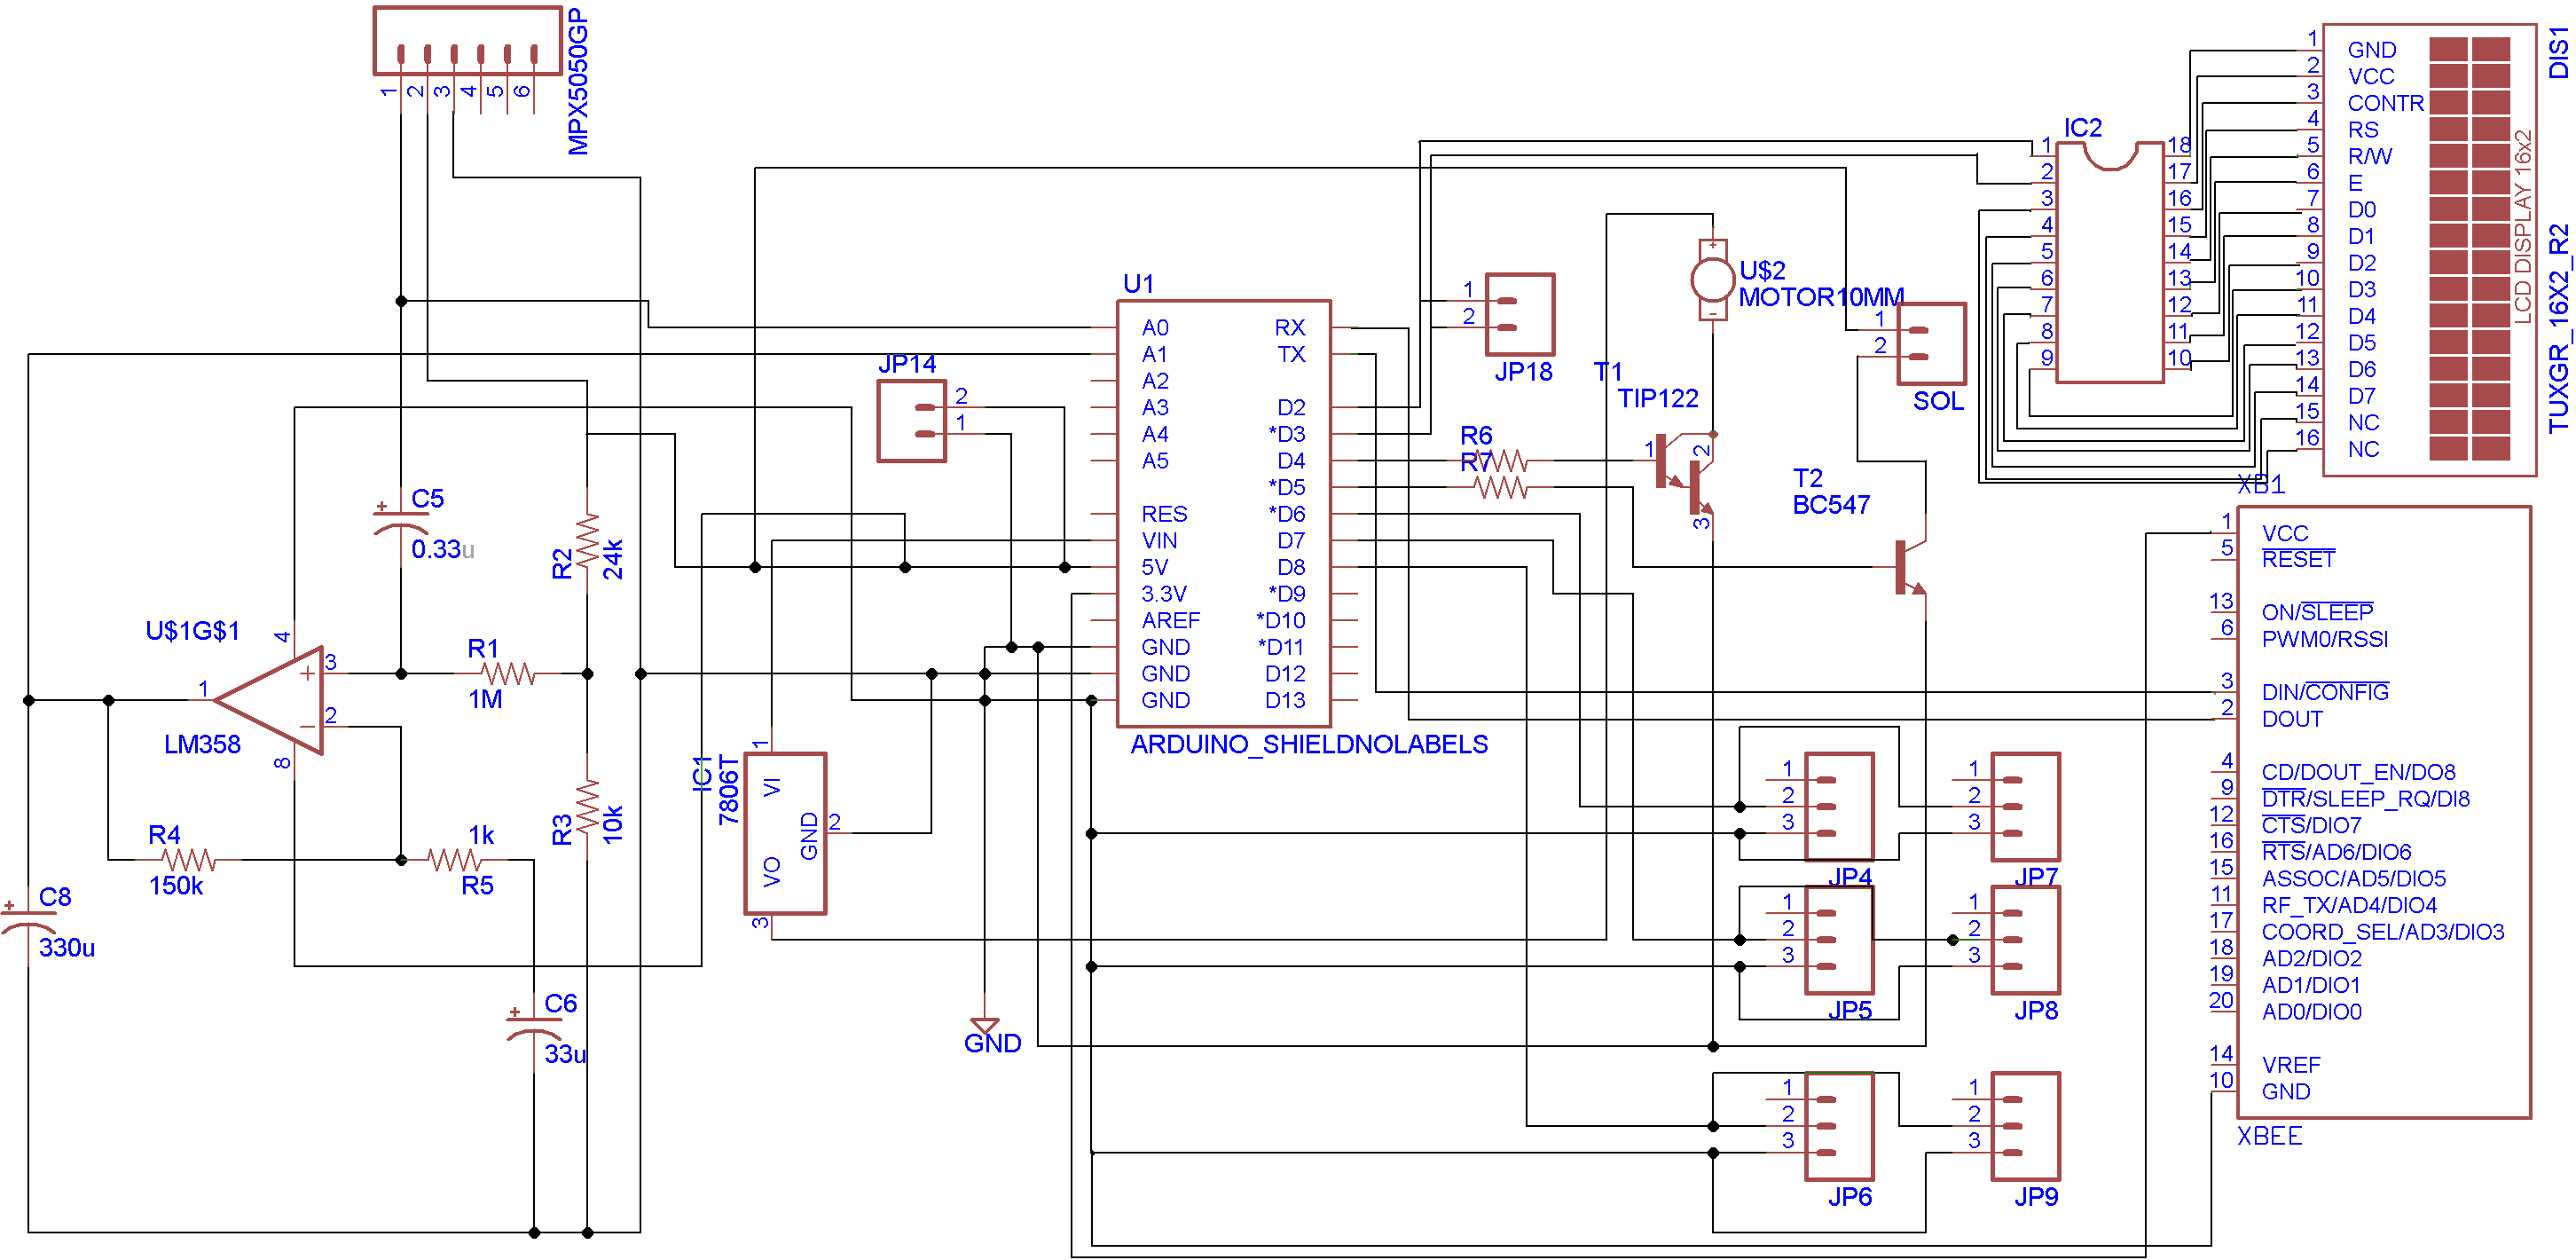 MPX5050GP
1 2 3 4 5 6
DIS1
TUXGR_16X2_R2
LCD DISPLAY 16x2
1 GND
2 VCC
3 CONTR
4 RS
5 R/W
6 E
7 D0
8 D1
9 D2
10 D3
11 D4
12 D5
13 D6
14 D7
15 NC
16 NC
IC2
1 18
2 17
3 16
4 15
5 14
6 13
7 12
8 11
9 10
U$2
MOTOR10MM
+
-
1
2
SOL
1
2
JP18
T1
TIP122
1
2
3
T2
BC547
R6
R7
U1
A0 RX
A1 TX
A2
A3 D2
A4 *D3
A5 D4
*D5
RES *D6
VIN D7
5V D8
3.3V *D9
AREF *D10
GND *D11
GND D12
GND D13
ARDUINO_SHIELDNOLABELS
JP14
2
1
C5
+
0.33u
R2
24k
U$1G$1
4
3
+
1
2
-
8
LM358
R1
1M
R3
10k
R4
150k
1k
R5
C8
+
330u
C6
+
33u
IC1
7806T
1
VI
GND
2
VO
3
GND
XB1
1 VCC
5 RESET
13 ON/SLEEP
6 PWM0/RSSI
3 DIN/CONFIG
2 DOUT
4 CD/DOUT_EN/DO8
9 DTR/SLEEP_RQ/DI8
12 CTS/DIO7
16 RTS/AD6/DIO6
15 ASSOC/AD5/DIO5
11 RF_TX/AD4/DIO4
17 COORD_SEL/AD3/DIO3
18 AD2/DIO2
19 AD1/DIO1
20 AD0/DIO0
14 VREF
10 GND
XBEE
1
2
3
JP4
1
2
3
JP7
1
2
3
JP5
1
2
3
JP8
1
2
3
JP6
1
2
3
JP9